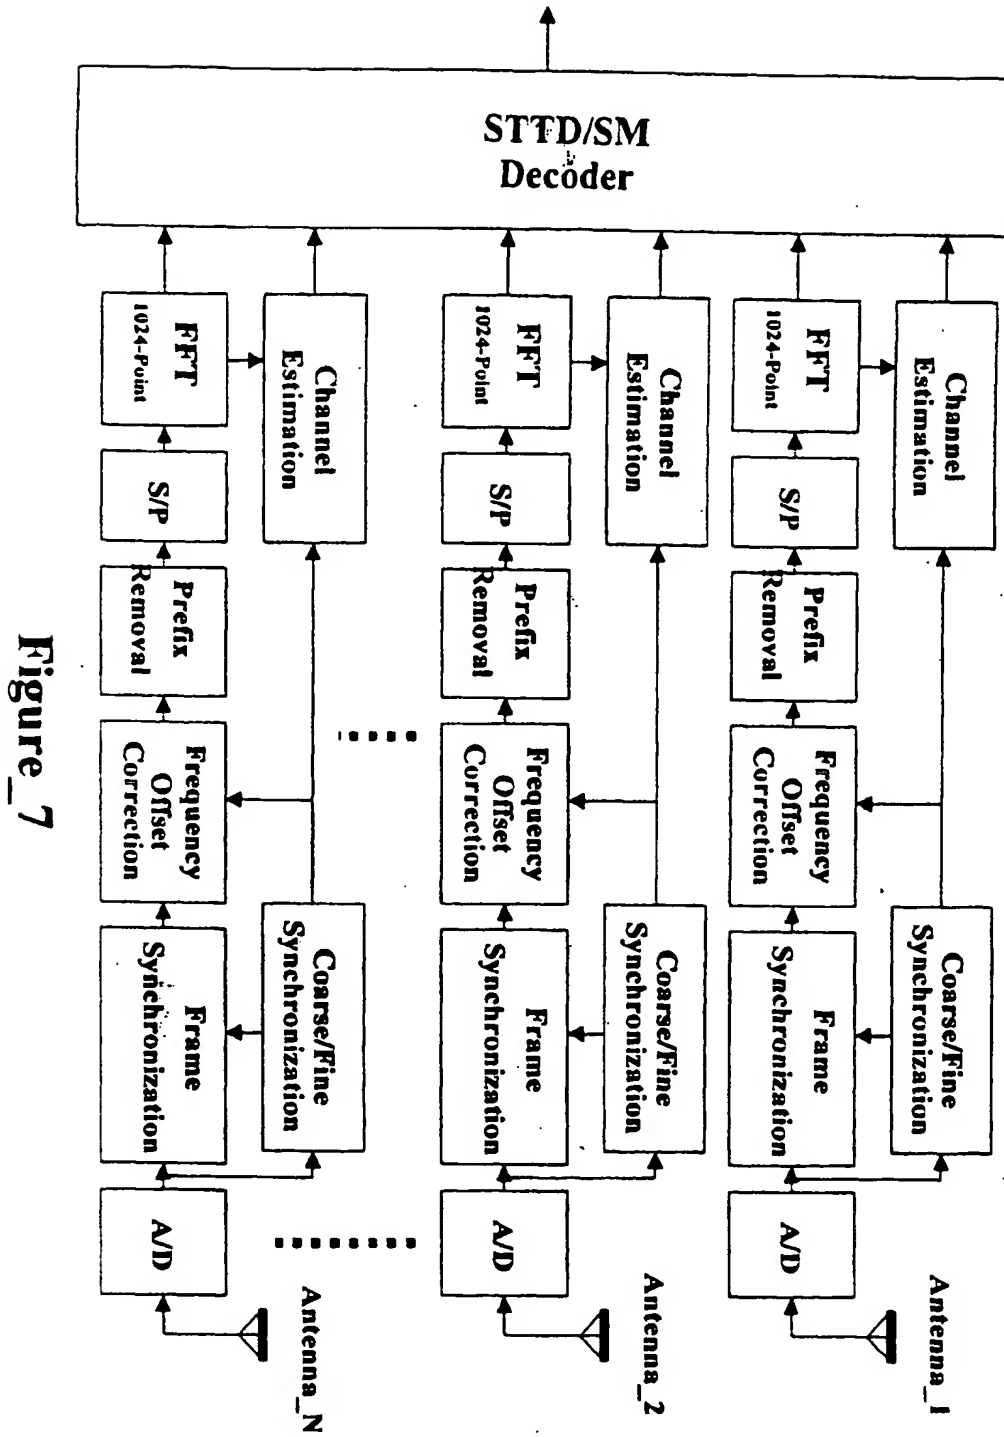 STTD/SM
Decoder
Channel
Estimation
FFT
1024-Point
S/P
Prefix
Removal
Frequency
Offset
Correction
Coarse/Fine
Synchronization
Frame
Synchronization
A/D
Antenna_1
Channel
Estimation
FFT
1024-Point
S/P
Prefix
Removal
Frequency
Offset
Correction
Coarse/Fine
Synchronization
Frame
Synchronization
A/D
Antenna_2
Channel
Estimation
FFT
1024-Point
S/P
Prefix
Removal
Frequency
Offset
Correction
Coarse/Fine
Synchronization
Frame
Synchronization
A/D
Antenna_N
Figure_7